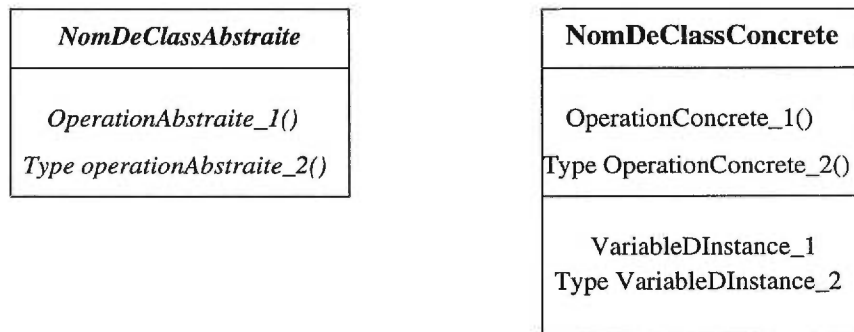 NomDeClassAbstraite
OperationAbstraite_1()
Type operationAbstraite_2()
NomDeClassConcrete
OperationConcrete_1()
Type OperationConcrete_2()
VariableDInstance_1
Type VariableDInstance_2